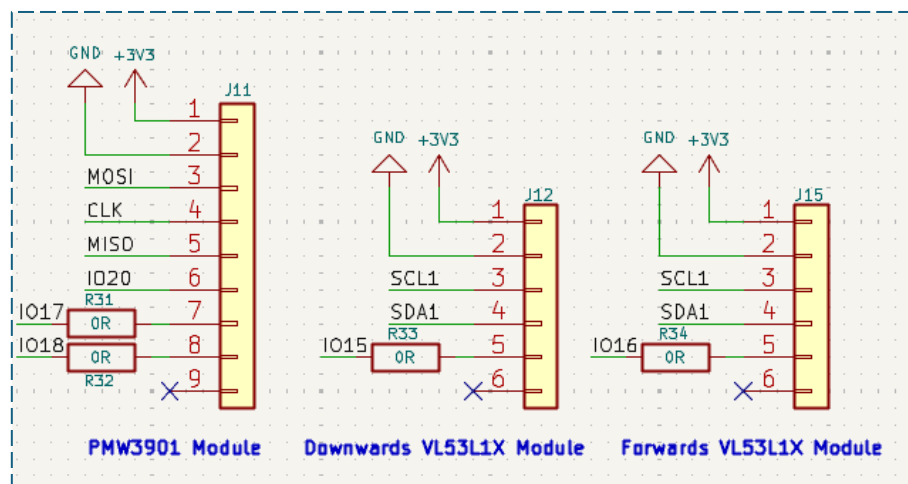 GND +3V3
J11
1
2
MOSI 3
CLK 4
MISO 5
IO20 6
R31
IO17 0R 7
IO18 0R 8
R32
9
PMW3901 Module
GND +3V3
J12
1
2
SCL1 3
SDA1 4
R33
IO15 0R 5
6
Downwards VL53L1X Module
GND +3V3
J15
1
2
SCL1 3
SDA1 4
R34
IO16 0R 5
6
Forwards VL53L1X Module